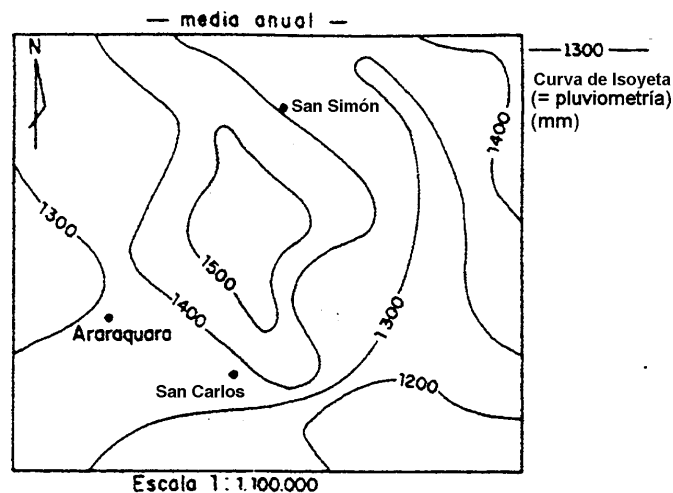 — media anual —
N
1300
Curva de Isoyeta
(= pluviometría)
(mm)
San Simón
1400
1300
1500
1400
1300
Araraquara
San Carlos
1200
Escala 1:1.100.000